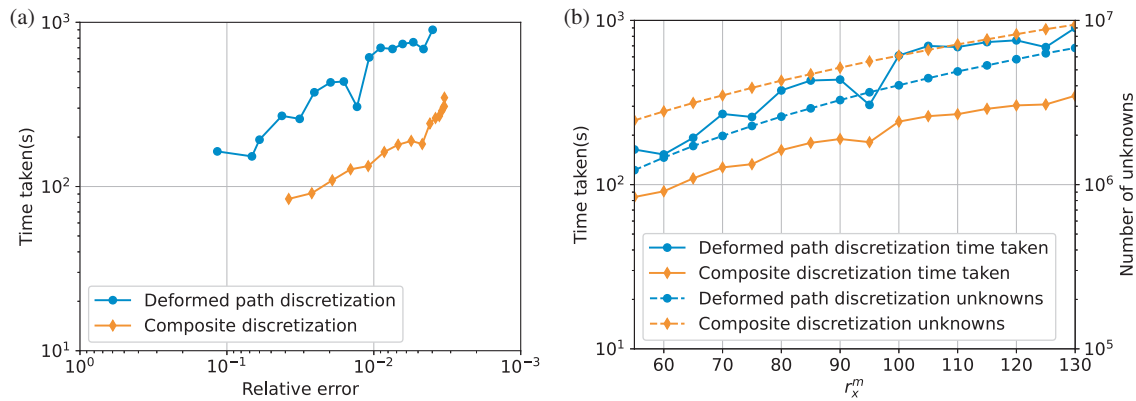 (a)
10³
10²
10¹
Time taken(s)
Deformed path discretization
Composite discretization
10⁰
10⁻¹
10⁻²
10⁻³
Relative error
(b)
10³
10²
10¹
Time taken(s)
Deformed path discretization time taken
Composite discretization time taken
Deformed path discretization unknowns
Composite discretization unknowns
60
70
80
90
100
110
120
130
rₓᵐ
10⁷
10⁶
10⁵
Number of unknowns